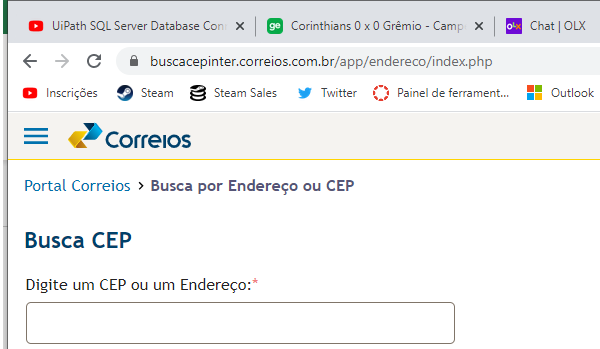 UiPath SQL Server Database Con
Corinthians 0 x 0 Grêmio - Camp
Chat | OLX
buscacepinter.correios.com.br/app/endereco/index.php
Inscrições
Steam
Steam Sales
Twitter
Painel de ferrament...
Outlook
Correios
Portal Correios > Busca por Endereço ou CEP
Busca CEP
Digite um CEP ou um Endereço:*